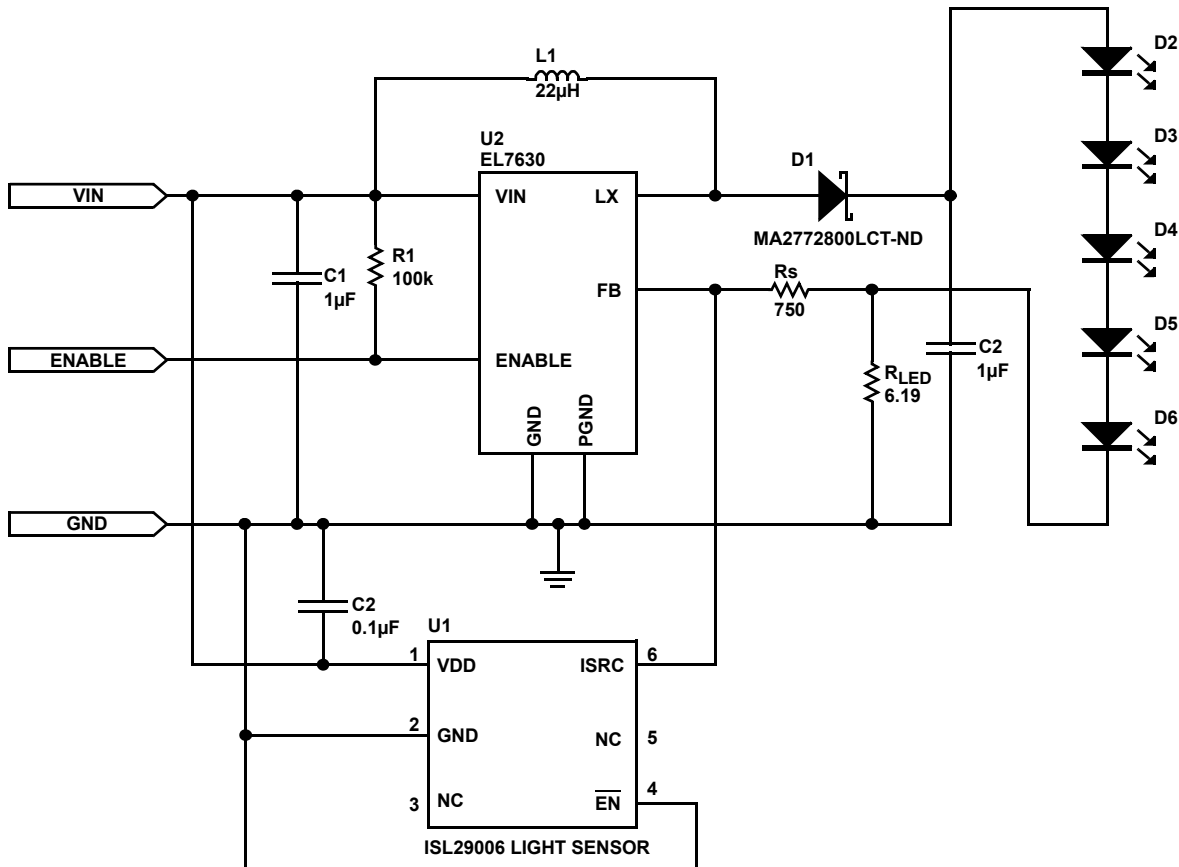 L1
22µH
D2
U2
EL7630
D3
D1
VIN
VIN
LX
D4
MA2772800LCT-ND
R1
100k
C1
1µF
Rs
750
FB
D5
ENABLE
ENABLE
C2
1µF
RLED
6.19
D6
GND
PGND
GND
C2
0.1µF
U1
1
VDD
ISRC
6
2
GND
NC
5
3
NC
EN
4
ISL29006 LIGHT SENSOR